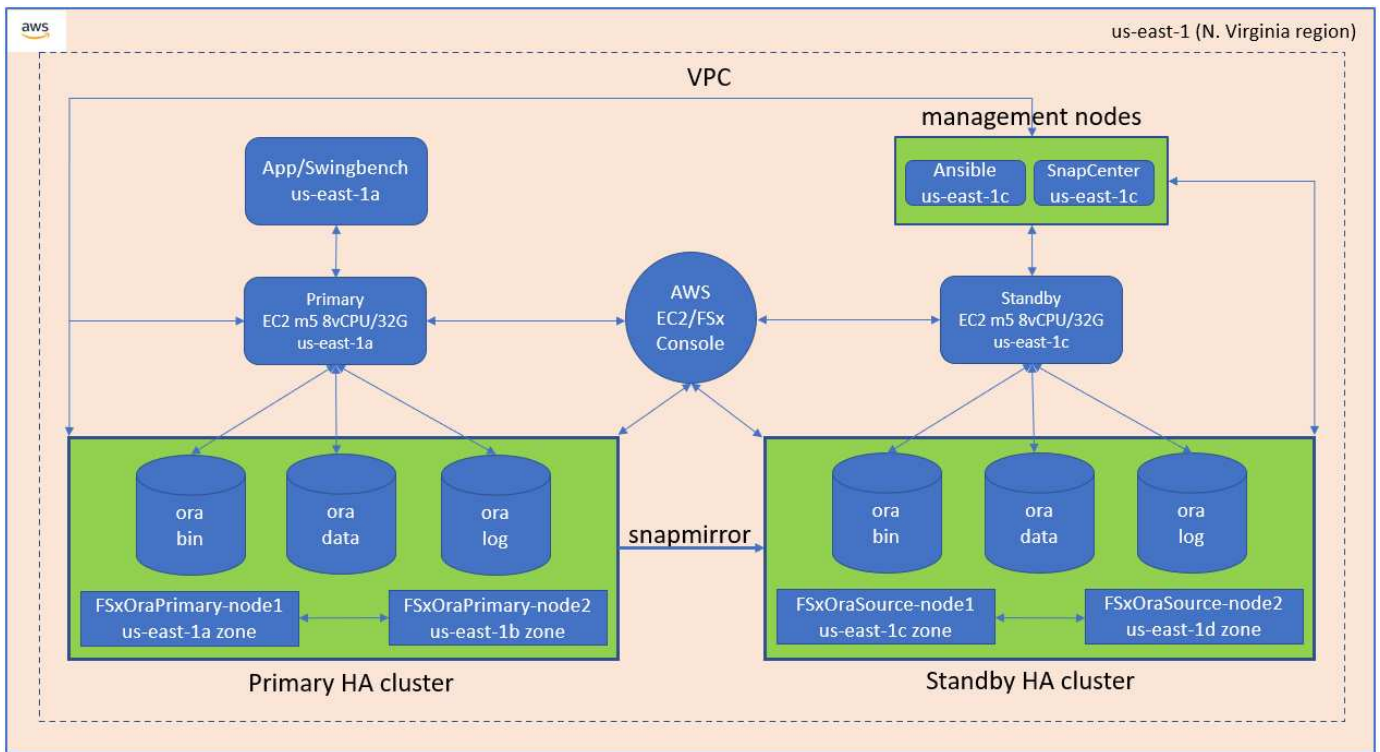 aws
us-east-1 (N. Virginia region)
VPC
management nodes
App/Swingbench
us-east-1a
Ansible
us-east-1c
SnapCenter
us-east-1c
Primary
EC2 m5 8vCPU/32G
us-east-1a
AWS
EC2/FSx
Console
Standby
EC2 m5 8vCPU/32G
us-east-1c
ora
bin
ora
data
ora
log
snapmirror
ora
bin
ora
data
ora
log
FSxOraPrimary-node1
us-east-1a zone
FSxOraPrimary-node2
us-east-1b zone
FSxOraSource-node1
us-east-1c zone
FSxOraSource-node2
us-east-1d zone
Primary HA cluster
Standby HA cluster